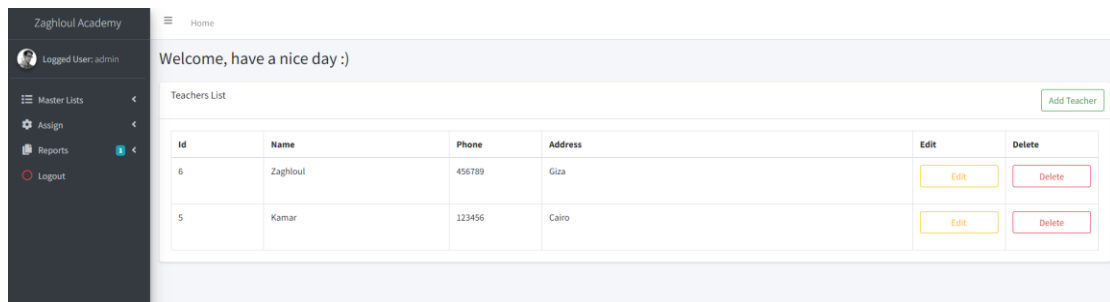 Zaghloul Academy
Home
Logged User: admin
Master Lists
Assign
Reports 1
Logout
Welcome, have a nice day :)
Teachers List
Add Teacher
Id Name Phone Address Edit Delete
6 Zaghloul 456789 Giza Edit Delete
5 Kamar 123456 Cairo Edit Delete